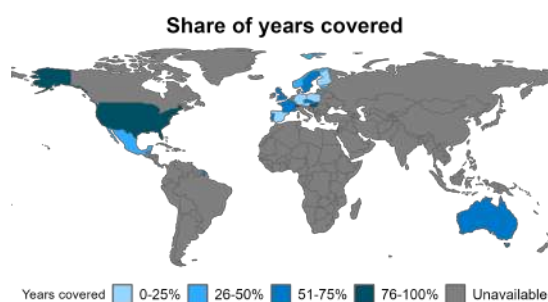 Share of years covered
Years covered 0-25% 26-50% 51-75% 76-100% Unavailable